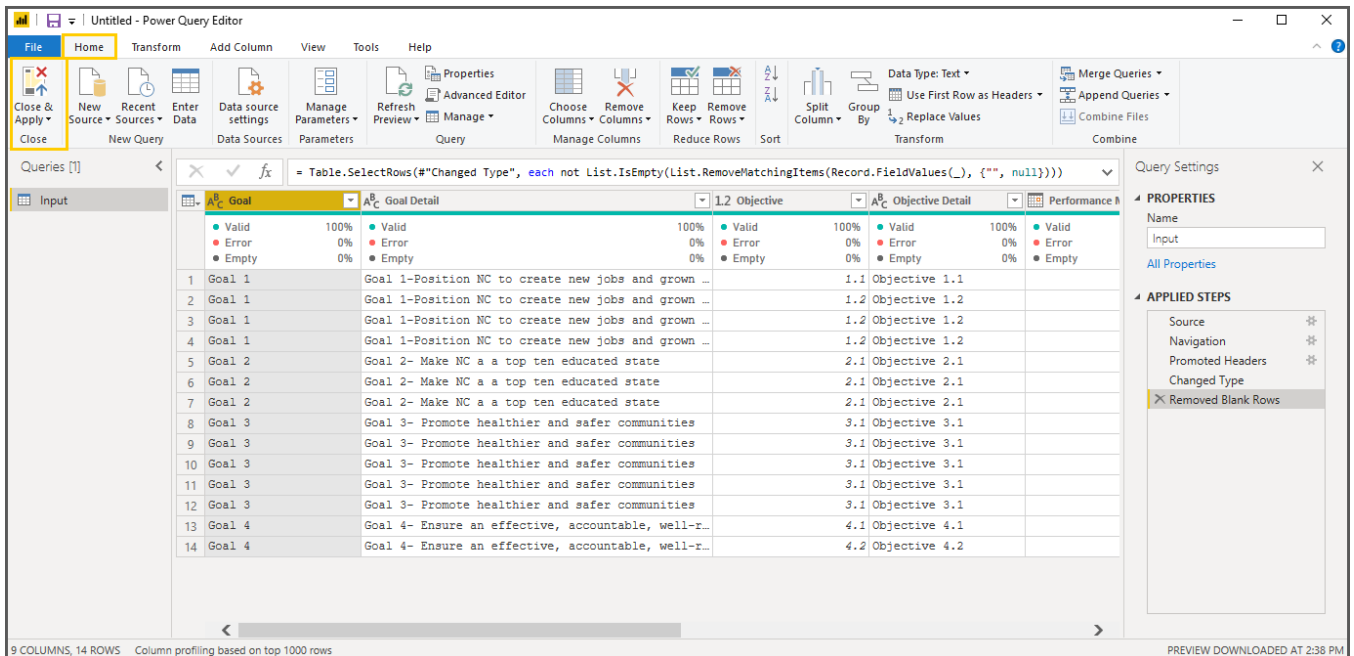 Untitled - Power Query Editor
File Home Transform Add Column View Tools Help
Close & Apply
New Source
Recent Sources
Enter Data
Data source settings
Manage Parameters
Refresh Preview
Properties
Advanced Editor
Manage
Choose Columns
Remove Columns
Keep Rows
Remove Rows
Split Column
Group By
Data Type: Text
Use First Row as Headers
Replace Values
Merge Queries
Append Queries
Combine Files
Close New Query Data Sources Parameters Query Manage Columns Reduce Rows Sort Transform Combine
Queries [1]
Input
fx = Table.SelectRows(#"Changed Type", each not List.IsEmpty(List.RemoveMatchingItems(Record.FieldValues(_), {"", null})))
ABC Goal ABC Goal Detail 1.2 Objective ABC Objective Detail Performance M
Valid 100% Valid 100% Valid 100% Valid 100% Valid
Error 0% Error 0% Error 0% Error 0% Error
Empty 0% Empty 0% Empty 0% Empty 0% Empty
1 Goal 1 Goal 1-Position NC to create new jobs and grown … 1.1 Objective 1.1
2 Goal 1 Goal 1-Position NC to create new jobs and grown … 1.2 Objective 1.2
3 Goal 1 Goal 1-Position NC to create new jobs and grown … 1.2 Objective 1.2
4 Goal 1 Goal 1-Position NC to create new jobs and grown … 1.2 Objective 1.2
5 Goal 2 Goal 2- Make NC a a top ten educated state 2.1 Objective 2.1
6 Goal 2 Goal 2- Make NC a a top ten educated state 2.1 Objective 2.1
7 Goal 2 Goal 2- Make NC a a top ten educated state 2.1 Objective 2.1
8 Goal 3 Goal 3- Promote healthier and safer communities 3.1 Objective 3.1
9 Goal 3 Goal 3- Promote healthier and safer communities 3.1 Objective 3.1
10 Goal 3 Goal 3- Promote healthier and safer communities 3.1 Objective 3.1
11 Goal 3 Goal 3- Promote healthier and safer communities 3.1 Objective 3.1
12 Goal 3 Goal 3- Promote healthier and safer communities 3.1 Objective 3.1
13 Goal 4 Goal 4- Ensure an effective, accountable, well-r… 4.1 Objective 4.1
14 Goal 4 Goal 4- Ensure an effective, accountable, well-r… 4.2 Objective 4.2
Query Settings
PROPERTIES
Name
Input
All Properties
APPLIED STEPS
Source
Navigation
Promoted Headers
Changed Type
Removed Blank Rows
9 COLUMNS, 14 ROWS Column profiling based on top 1000 rows
PREVIEW DOWNLOADED AT 2:38 PM